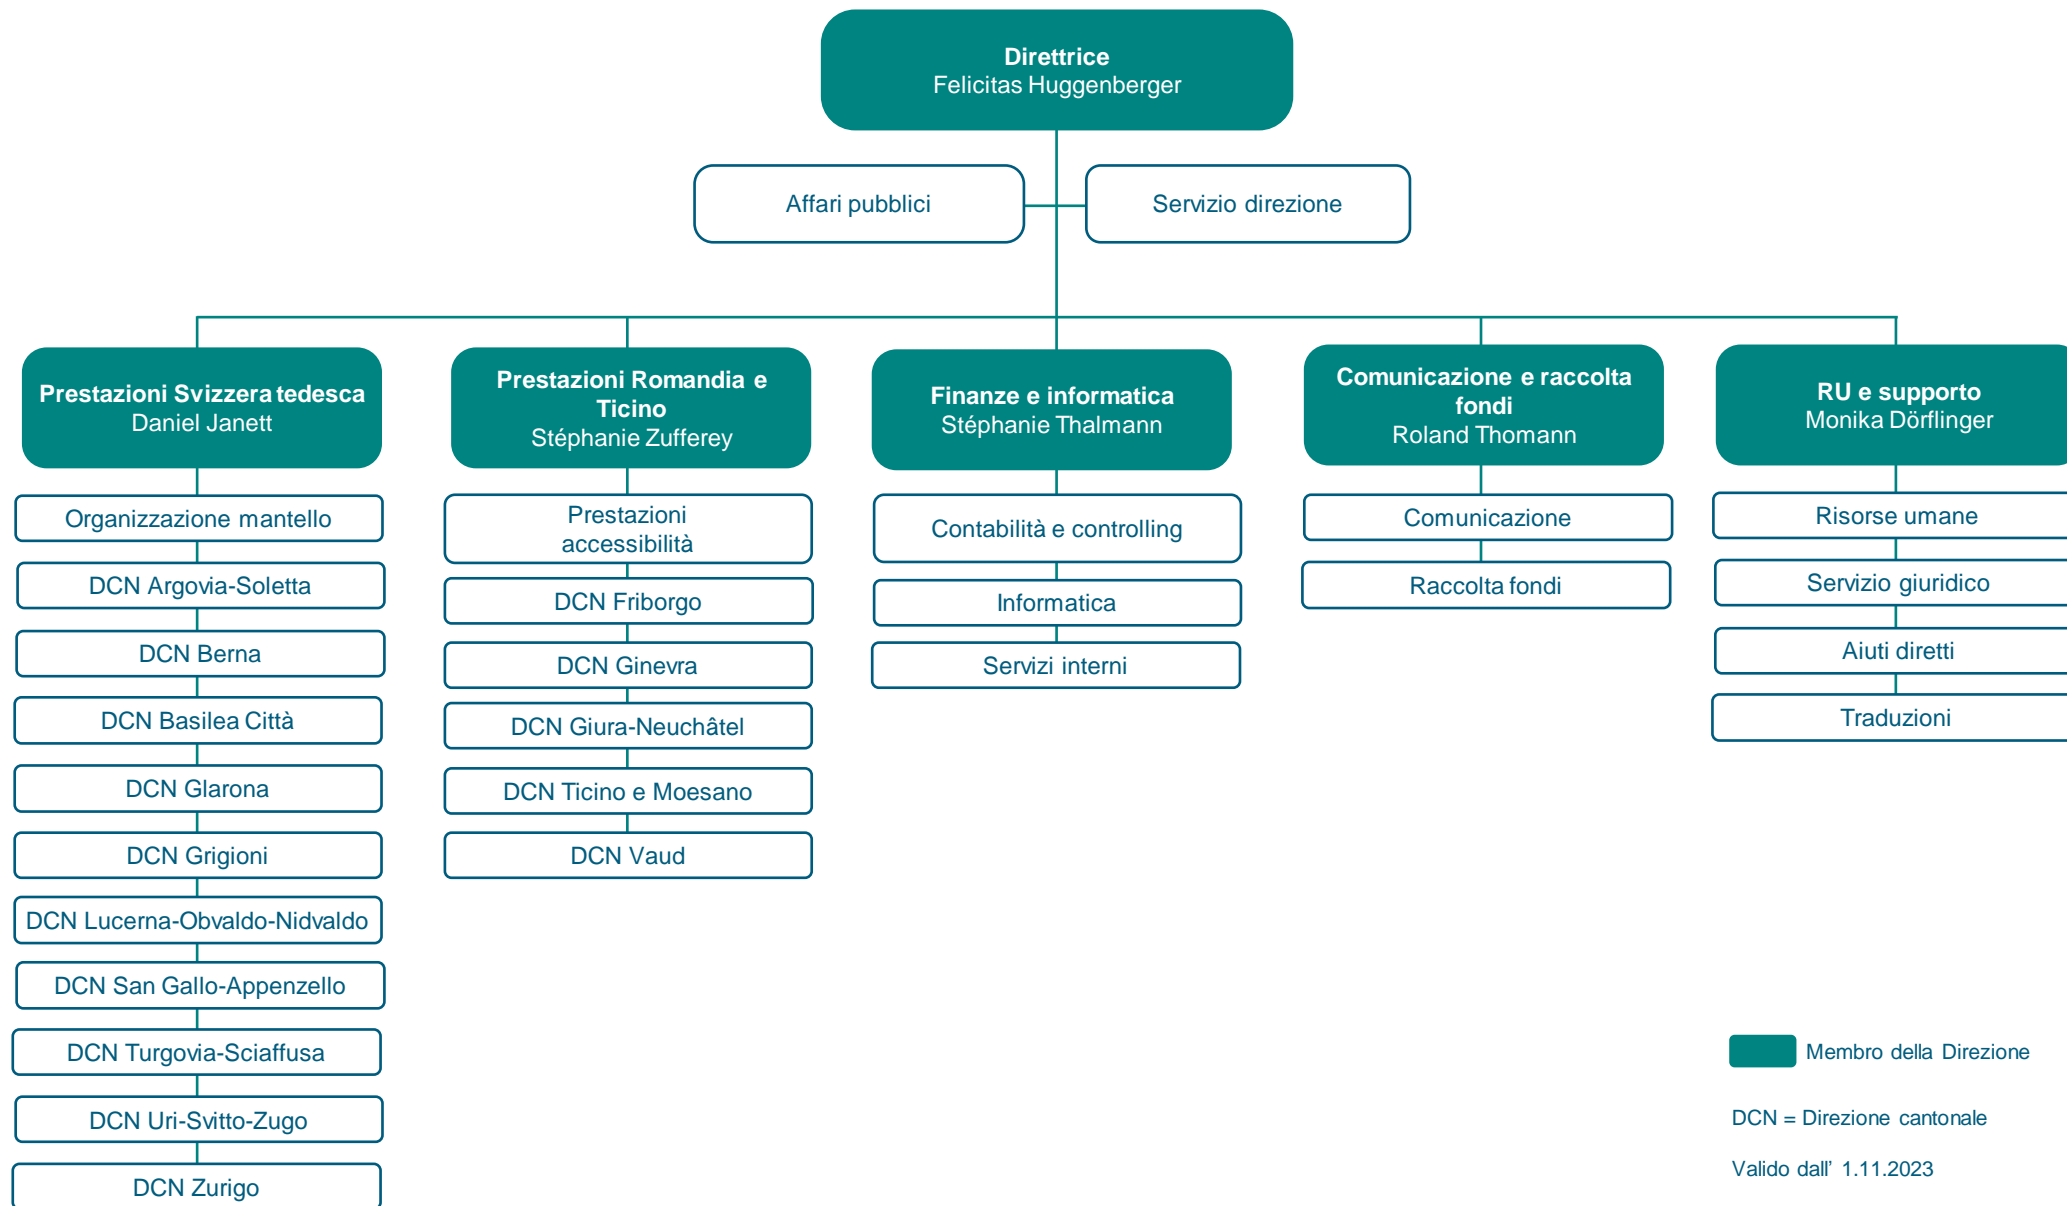 Direttrice
Felicitas Huggenberger
Affari pubblici
Servizio direzione
Prestazioni Svizzera tedesca
Daniel Janett
Organizzazione mantello
DCN Argovia-Soletta
DCN Berna
DCN Basilea Città
DCN Glarona
DCN Grigioni
DCN Lucerna-Obvaldo-Nidvaldo
DCN San Gallo-Appenzello
DCN Turgovia-Sciaffusa
DCN Uri-Svitto-Zugo
DCN Zurigo
Prestazioni Romandia e
Ticino
Stéphanie Zufferey
Prestazioni
accessibilità
DCN Friborgo
DCN Ginevra
DCN Giura-Neuchâtel
DCN Ticino e Moesano
DCN Vaud
Finanze e informatica
Stéphanie Thalmann
Contabilità e controlling
Informatica
Servizi interni
Comunicazione e raccolta
fondi
Roland Thomann
Comunicazione
Raccolta fondi
RU e supporto
Monika Dörflinger
Risorse umane
Servizio giuridico
Aiuti diretti
Traduzioni
Membro della Direzione
DCN = Direzione cantonale
Valido dall' 1.11.2023